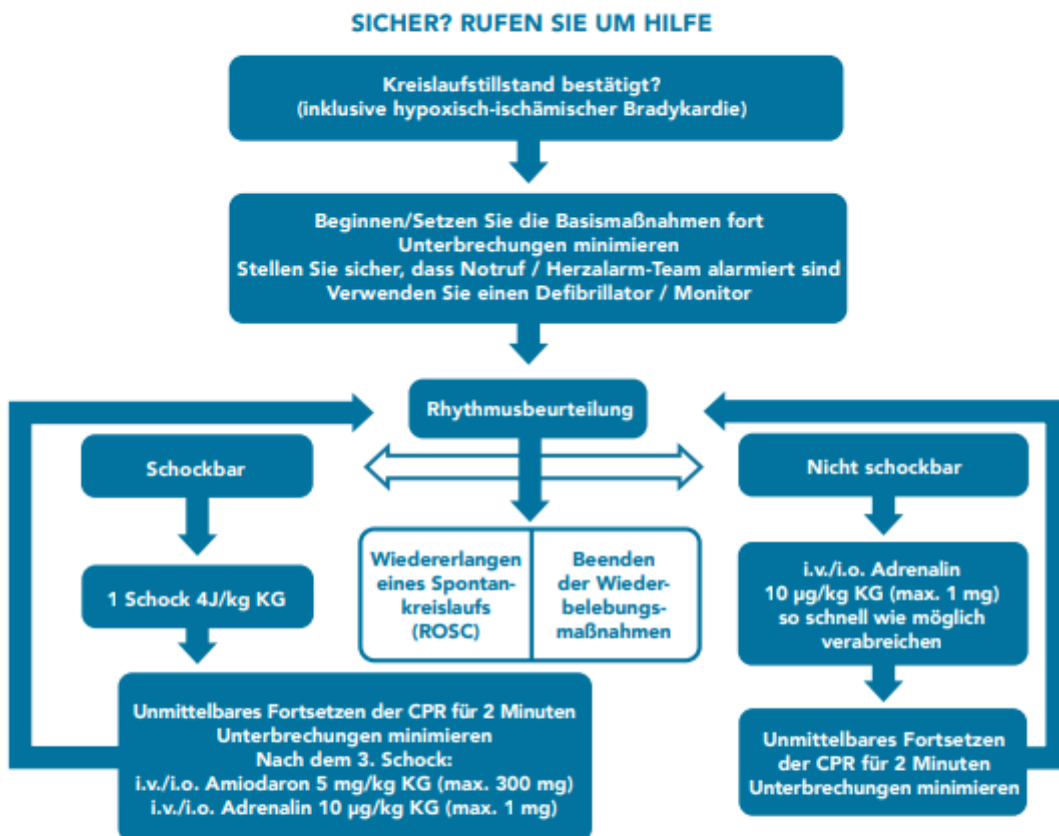 SICHER? RUFEN SIE UM HILFE
Kreislaufstillstand bestätigt?
(inklusive hypoxisch-ischämischer Bradykardie)
Beginnen/Setzen Sie die Basismaßnahmen fort
Unterbrechungen minimieren
Stellen Sie sicher, dass Notruf / Herzalarm-Team alarmiert sind
Verwenden Sie einen Defibrillator / Monitor
Rhythmusbeurteilung
Schockbar
1 Schock 4J/kg KG
Unmittelbares Fortsetzen der CPR für 2 Minuten
Unterbrechungen minimieren
Nach dem 3. Schock:
i.v./i.o. Amiodaron 5 mg/kg KG (max. 300 mg)
i.v./i.o. Adrenalin 10 µg/kg KG (max. 1 mg)
Wiedererlangen
eines Spontan-
kreislaufs
(ROSC)
Beenden
der Wieder-
belebungs-
maßnahmen
Nicht schockbar
i.v./i.o. Adrenalin
10 µg/kg KG (max. 1 mg)
so schnell wie möglich
verabreichen
Unmittelbares Fortsetzen
der CPR für 2 Minuten
Unterbrechungen minimieren